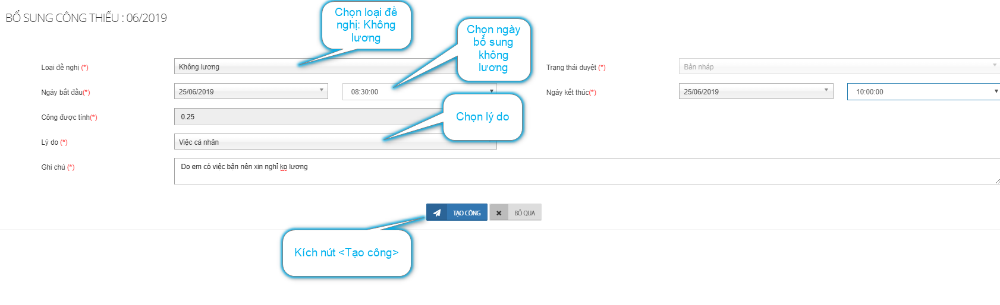 BỔ SUNG CÔNG THIẾU : 06/2019
Chọn loại đề
nghị: Không
lương
Chọn ngày
bổ sung
không
lương
Loại đề nghị (*)
Không lương
Trạng thái duyệt (*)
Bản nháp
Ngày bắt đầu(*)
25/06/2019
08:30:00
Ngày kết thúc(*)
25/06/2019
10:00:00
Công được tính(*)
0.25
Chọn lý do
Lý do (*)
Việc cá nhân
Ghi chú (*)
Do em có việc bận nên xin nghỉ ko lương
TẠO CÔNG
BỎ QUA
Kích nút <Tạo công>